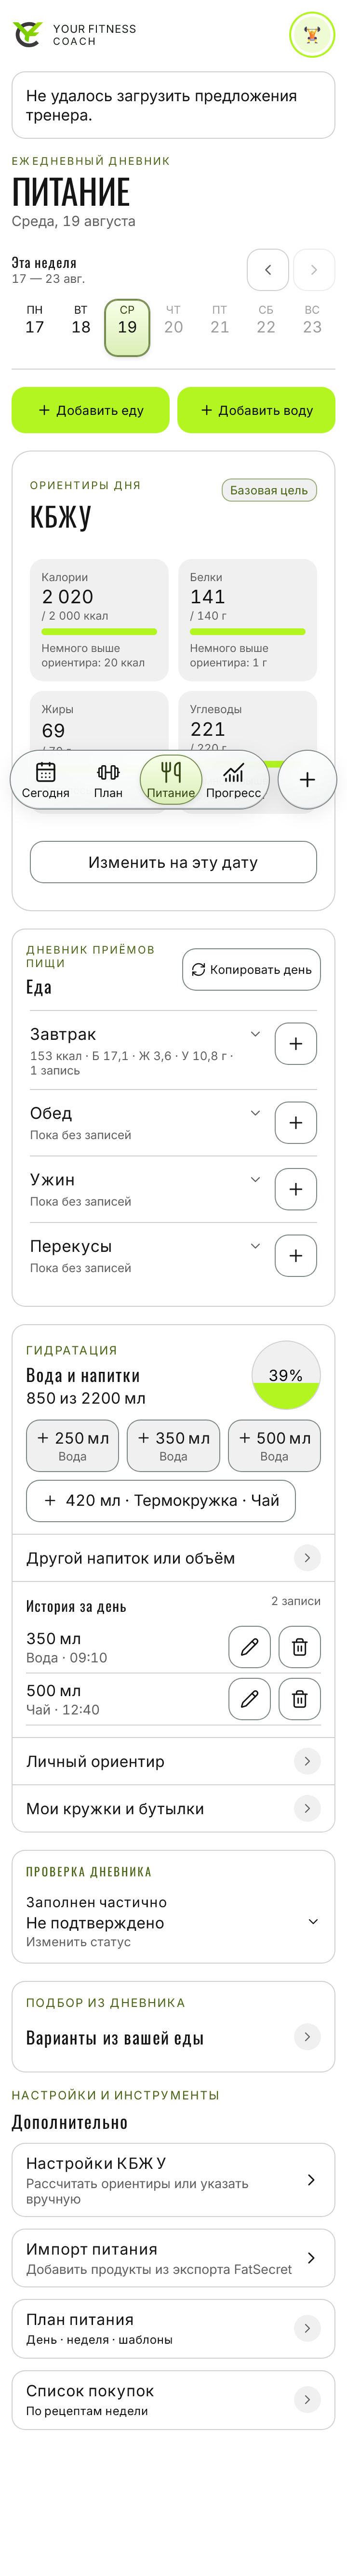 YOUR FITNESS
COACH
Не удалось загрузить предложения
тренера.
ЕЖЕДНЕВНЫЙ ДНЕВНИК
ПИТАНИЕ
Среда, 19 августа
Эта неделя
17 — 23 авг.
ПН ВТ СР ЧТ ПТ СБ ВС
17 18 19 20 21 22 23
+ Добавить еду
+ Добавить воду
ОРИЕНТИРЫ ДНЯ
Базовая цель
КБЖУ
Калории
2 020
/ 2 000 ккал
Немного выше
ориентира: 20 ккал
Белки
141
/ 140 г
Немного выше
ориентира: 1 г
Жиры
69
Углеводы
221
/ 220 г
Сегодня
План
Питание
Прогресс
+
Изменить на эту дату
ДНЕВНИК ПРИЁМОВ
ПИЩИ
Еда
Копировать день
Завтрак
153 ккал · Б 17,1 · Ж 3,6 · У 10,8 г ·
1 запись
+
Обед
Пока без записей
+
Ужин
Пока без записей
+
Перекусы
Пока без записей
+
ГИДРАТАЦИЯ
Вода и напитки
850 из 2200 мл
39%
+ 250 мл
Вода
+ 350 мл
Вода
+ 500 мл
Вода
+ 420 мл · Термокружка · Чай
Другой напиток или объём
История за день
2 записи
350 мл
Вода · 09:10
500 мл
Чай · 12:40
Личный ориентир
Мои кружки и бутылки
ПРОВЕРКА ДНЕВНИКА
Заполнен частично
Не подтверждено
Изменить статус
ПОДБОР ИЗ ДНЕВНИКА
Варианты из вашей еды
НАСТРОЙКИ И ИНСТРУМЕНТЫ
Дополнительно
Настройки КБЖУ
Рассчитать ориентиры или указать
вручную
Импорт питания
Добавить продукты из экспорта FatSecret
План питания
День · неделя · шаблоны
Список покупок
По рецептам недели